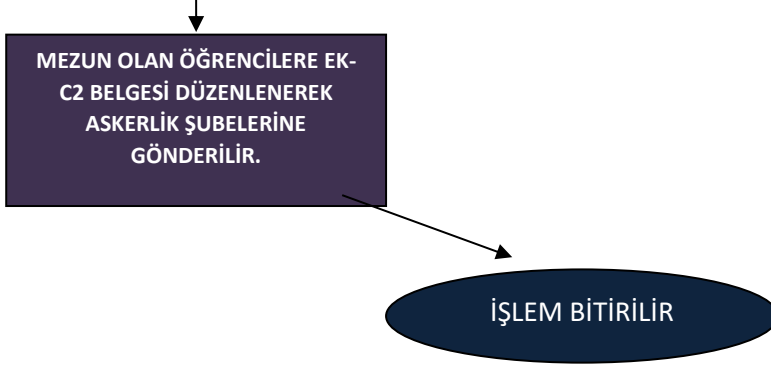 MEZUN OLAN ÖĞRENCİLERE EK-
C2 BELGESİ DÜZENLENEREK
ASKERLİK ŞUBELERİNE
GÖNDERİLİR.
İŞLEM BİTİRİLİR